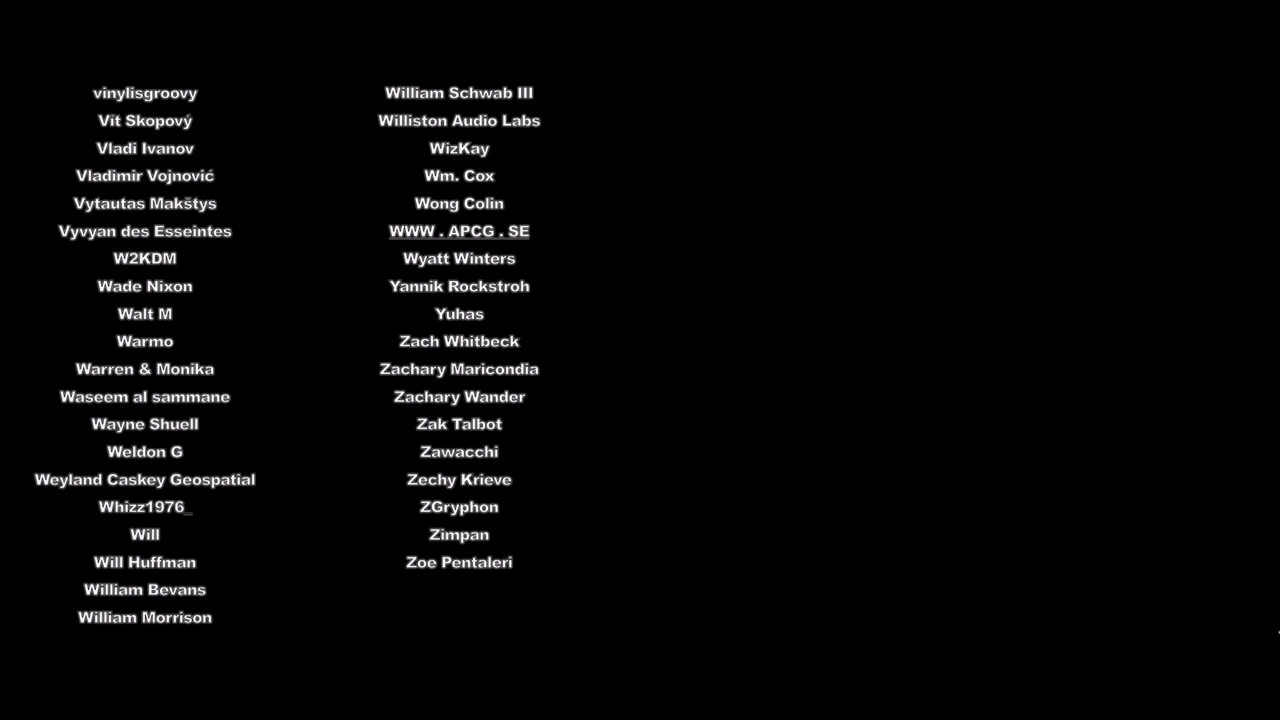 vinylisgroovy
Vít Skopový
Vladi Ivanov
Vladimir Vojnović
Vytautas Makštys
Vyvyan des Esseintes
W2KDM
Wade Nixon
Walt M
Warmo
Warren & Monika
Waseem al sammane
Wayne Shuell
Weldon G
Weyland Caskey Geospatial
Whizz1976_
Will
Will Huffman
William Bevans
William Morrison
William Schwab III
Williston Audio Labs
WizKay
Wm. Cox
Wong Colin
WWW . APCG . SE
Wyatt Winters
Yannik Rockstroh
Yuhas
Zach Whitbeck
Zachary Maricondia
Zachary Wander
Zak Talbot
Zawacchi
Zechy Krieve
ZGryphon
Zimpan
Zoe Pentaleri